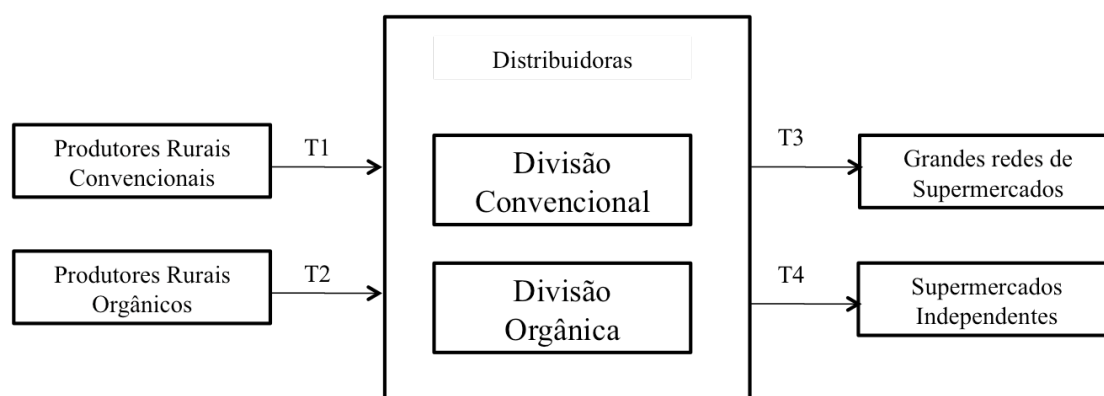 Distribuidoras
Produtores Rurais
Convencionais
T1
Divisão
Convencional
T3
Grandes redes de
Supermercados
Produtores Rurais
Orgânicos
T2
Divisão
Orgânica
T4
Supermercados
Independentes